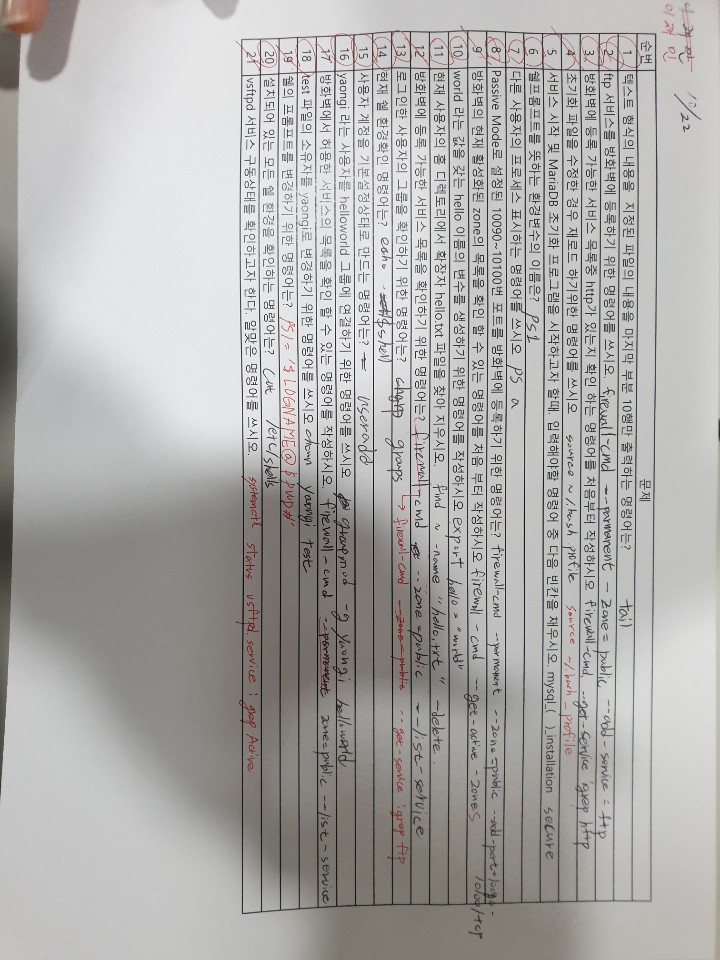 11/22
순번 문제
1 텍스트 형식의 내용을 지정된 파일의 내용을 마지막 부분 10행만 출력하는 명령어는? tail
2 ftp 서비스를 방화벽에 등록하기 위한 명령어를 쓰시오. firewall-cmd --permanent - zone=public --add-service=ftp
3 방화벽에 등록 가능한 서비스 목록중 http가 있는지 확인 하는 명령어를 처음부터 작성하시오. firewall-cmd --get-service | grep http
4 초기화 파일을 수정한 경우 재로드 하기위한 명령어를 쓰시오 source ~/bash profile source ~/bash_profile
5 서비스 시작 및 MariaDB 초기화 프로그램을 시작하고자 할때, 입력해야할 명령어 중 다음 빈칸을 채우시오. mysql_( )_installation secure
6 쉘프롬프트를 뜻하는 환경변수의 이름은? PS1
7 다른 사용자의 프로세스 표시하는 명령어를 쓰시오 PS a
8 Passive Mode로 설정된 10090~10100번 포트를 방화벽에 등록하기 위한 명령어는? firewall-cmd --permanent --zone=public --add-port=10090-10100/tcp
9 방화벽의 현재 활성화된 zone의 목록을 확인 할 수 있는 명령어를 처음 부터 작성하시오 firewall-cmd --get-active-zones
10 world 라는 값을 갖는 hello 이름의 변수를 생성하기 위한 명령어를 작성하시오 export hello="world"
11 현재 사용자의 홈 디렉토리에서 확장자 hello.txt 파일을 찾아 지우시오. find ~ -name "hello.txt" -delete.
12 방화벽에 등록 가능한 서비스 목록을 확인하기 위한 명령어는? firewall-cmd --zone=public --list-service
13 로그인한 사용자의 그룹을 확인하기 위한 명령어는? groups → firewall-cmd --zone=public --get-service | grep ftp
14 현재 쉘 환경확인 명령어는? echo $shell
15 사용자 계정을 기본설정상태로 만드는 명령어는? useradd
16 yaongi 라는 사용자를 helloworld 그룹에 연결하기 위한 명령어를 쓰시오 groupmod -g yaongi helloworld
17 방화벽에서 허용한 서비스의 목록을 확인 할 수 있는 명령어를 작성하시오. firewall-cmd --permanent zone=public --list-service
18 test 파일의 소유자를 yaongi로 변경하기 위한 명령어를 쓰시오 chown yaongi test
19 쉘의 프롬프트를 변경하기 위한 명령어는? PS1='$LOGNAME@$PWD#'
20 설치되어 있는 모든 쉘 환경을 확인하는 명령어는? cat /etc/shells
21 vsftpd 서비스 구동상태를 확인하고자 한다. 알맞은 명령어를 쓰시오. systemctl status vsftpd.service | grep Active